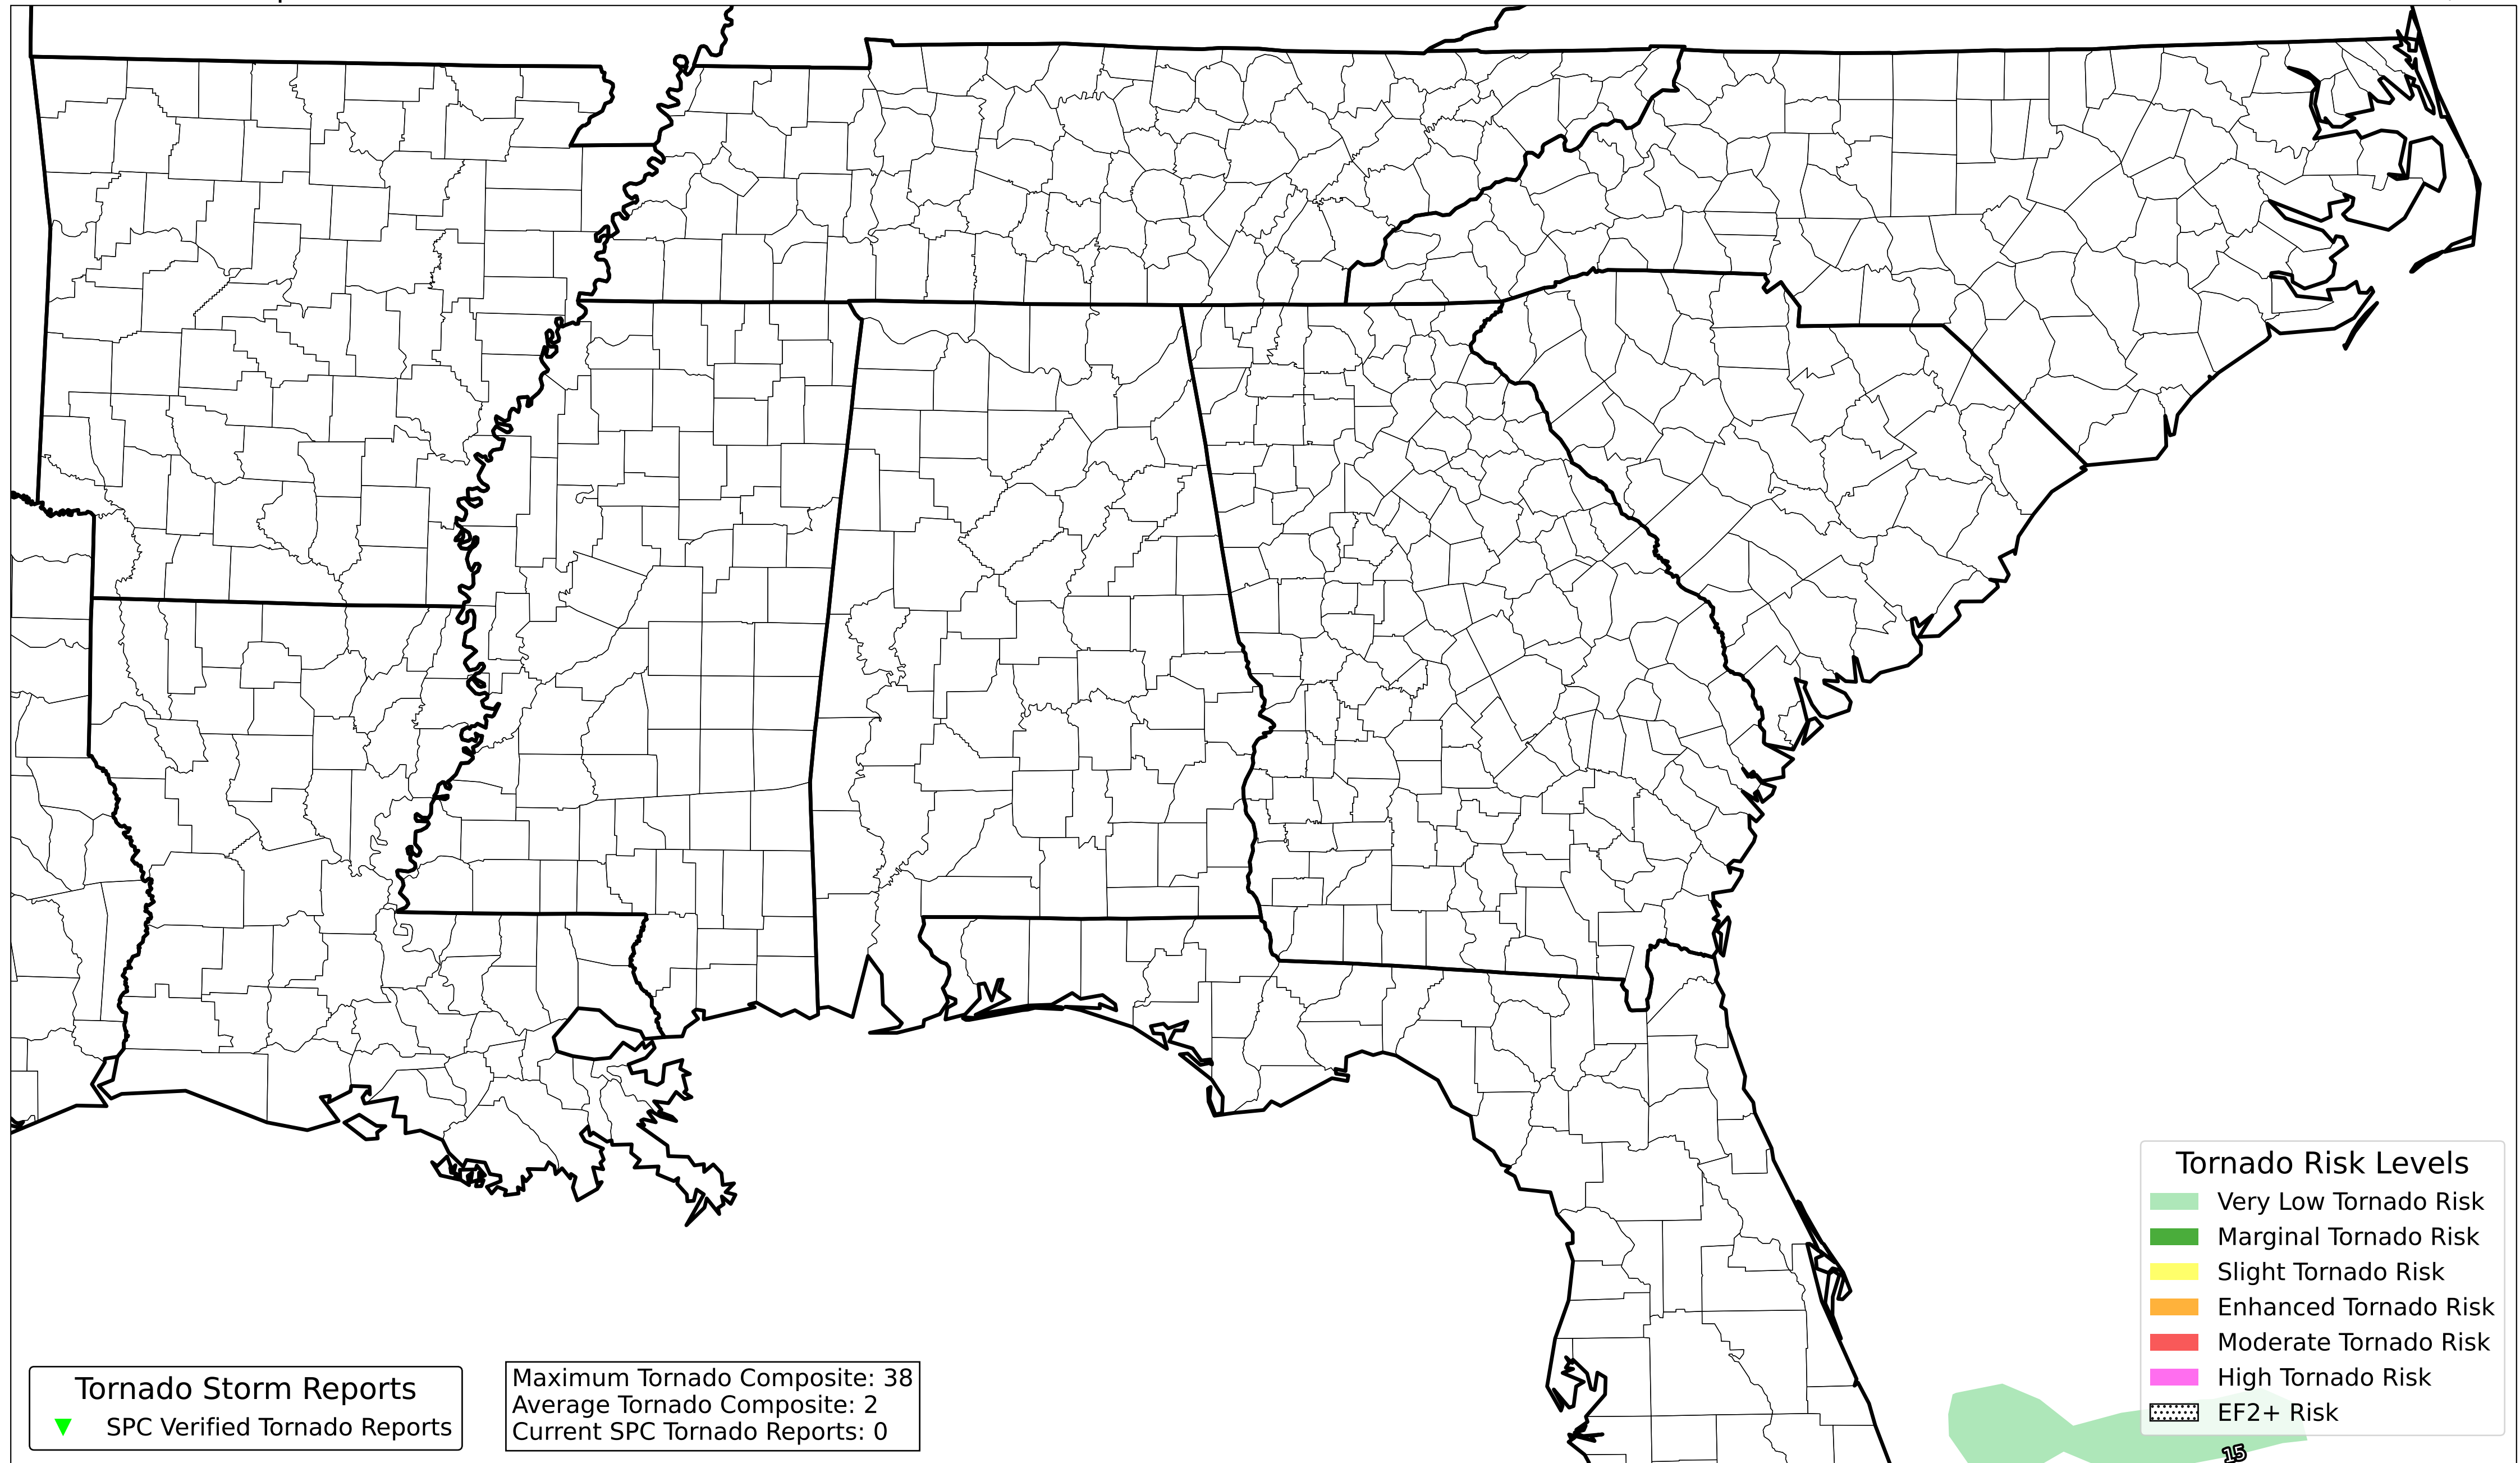 Tornado Risk Levels
Very Low Tornado Risk
Marginal Tornado Risk
Slight Tornado Risk
Enhanced Tornado Risk
Moderate Tornado Risk
High Tornado Risk
EF2+ Risk
Tornado Storm Reports
SPC Verified Tornado Reports
Maximum Tornado Composite: 38
Average Tornado Composite: 2
Current SPC Tornado Reports: 0
15